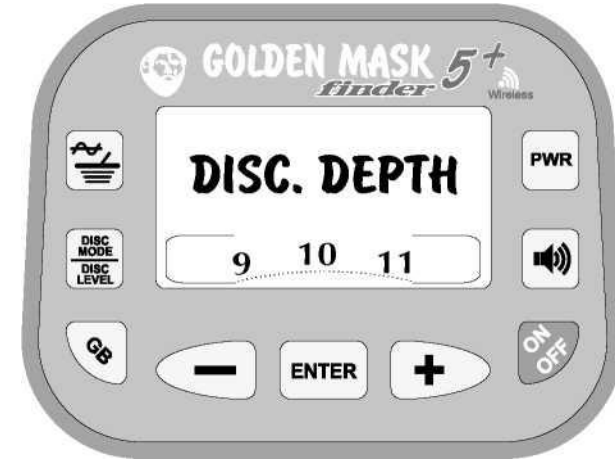 GOLDEN MASK 5+
finder
Wireless
DISC. DEPTH
9 10 11
PWR
DISC
MODE
DISC
LEVEL
GB
−
ENTER
+
ON
OFF